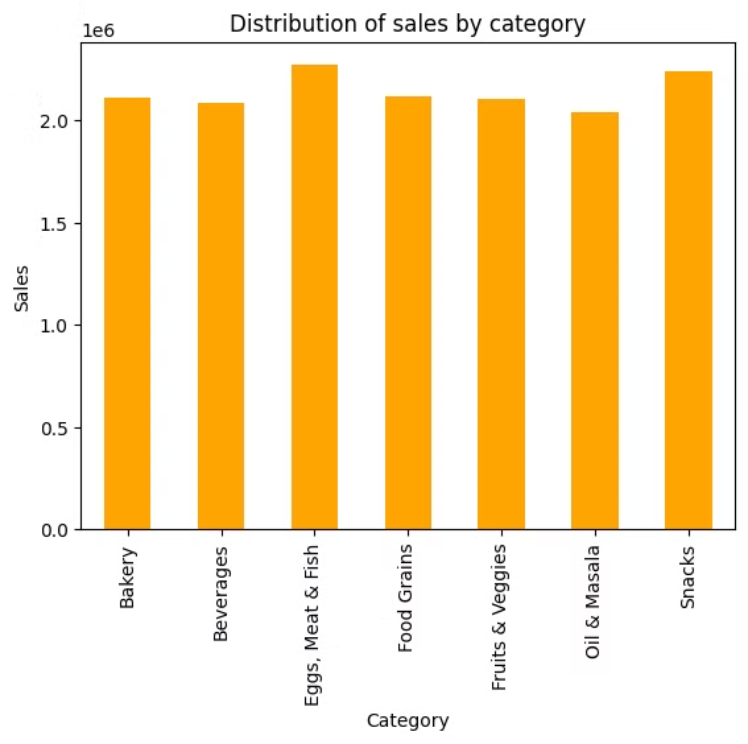 Distribution of sales by category
1e6
2.0
1.5
1.0
0.5
0.0
Sales
Bakery
Beverages
Eggs, Meat & Fish
Food Grains
Fruits & Veggies
Oil & Masala
Snacks
Category